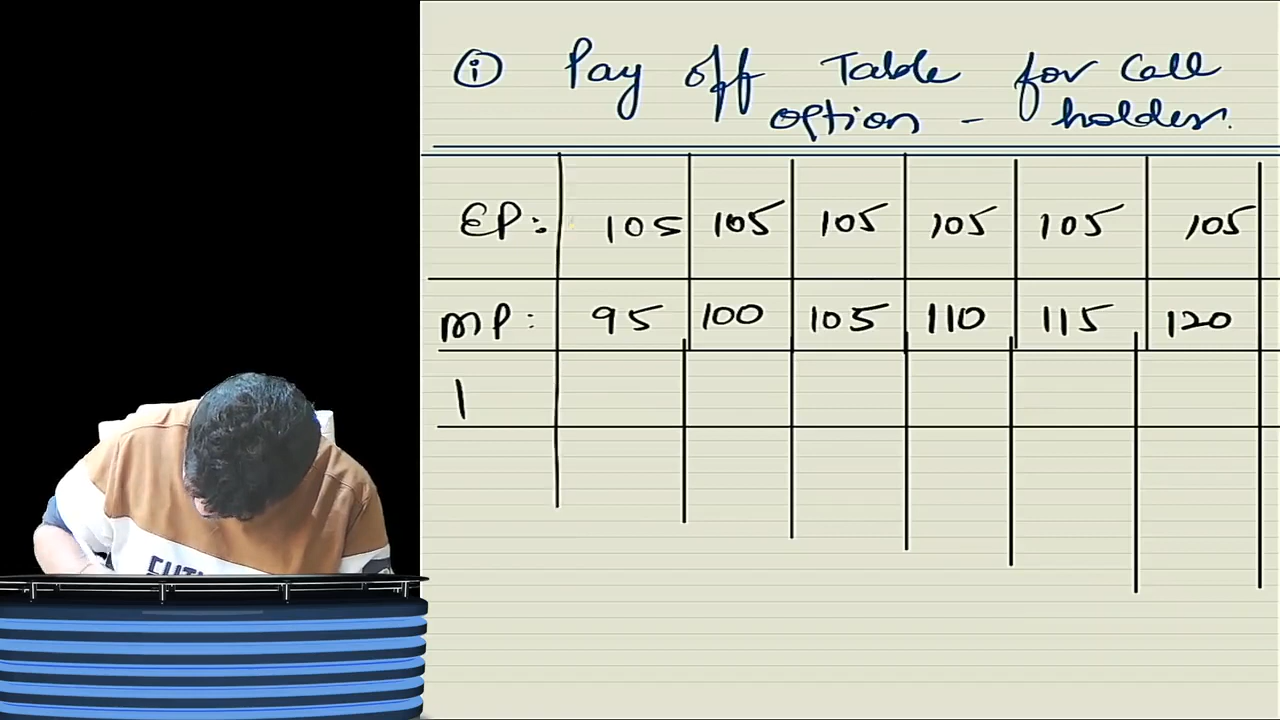 i Pay off Table for Call
option - holder.
EP: 105 105 105 105 105 105
MP: 95 100 105 110 115 120